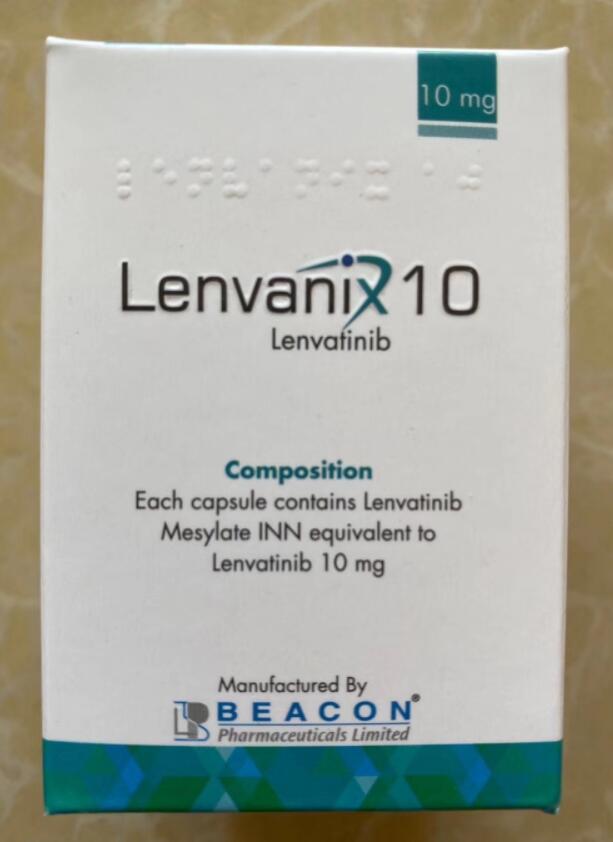 10 mg
Lenvanix 10
Lenvatinib
Composition
Each capsule contains Lenvatinib
Mesylate INN equivalent to
Lenvatinib 10 mg
Manufactured By
BEACON®
Pharmaceuticals Limited